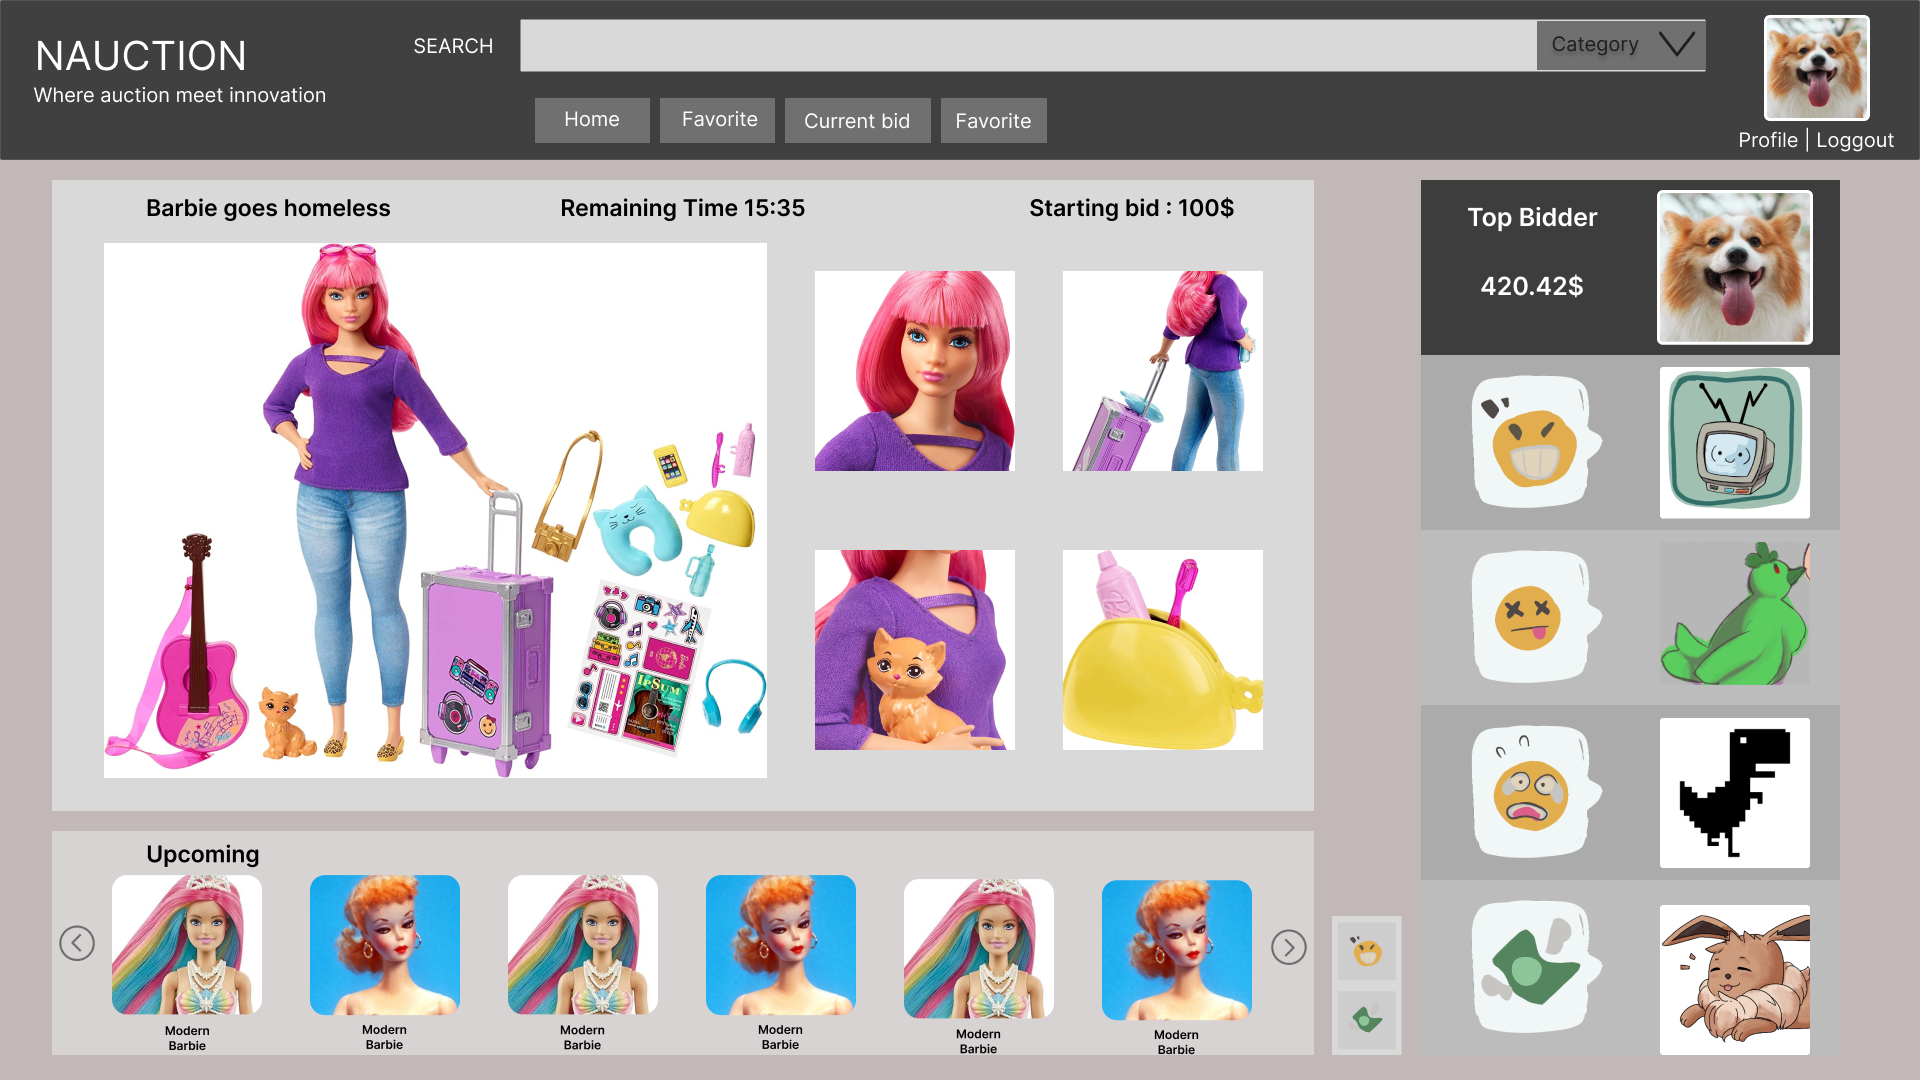 NAUCTION
Where auction meet innovation
SEARCH
Category
Home
Favorite
Current bid
Favorite
Profile | Loggout
Barbie goes homeless
Remaining Time 15:35
Starting bid : 100$
IPSUM
Top Bidder
420.42$
Upcoming
Modern
Barbie
Modern
Barbie
Modern
Barbie
Modern
Barbie
Modern
Barbie
Modern
Barbie